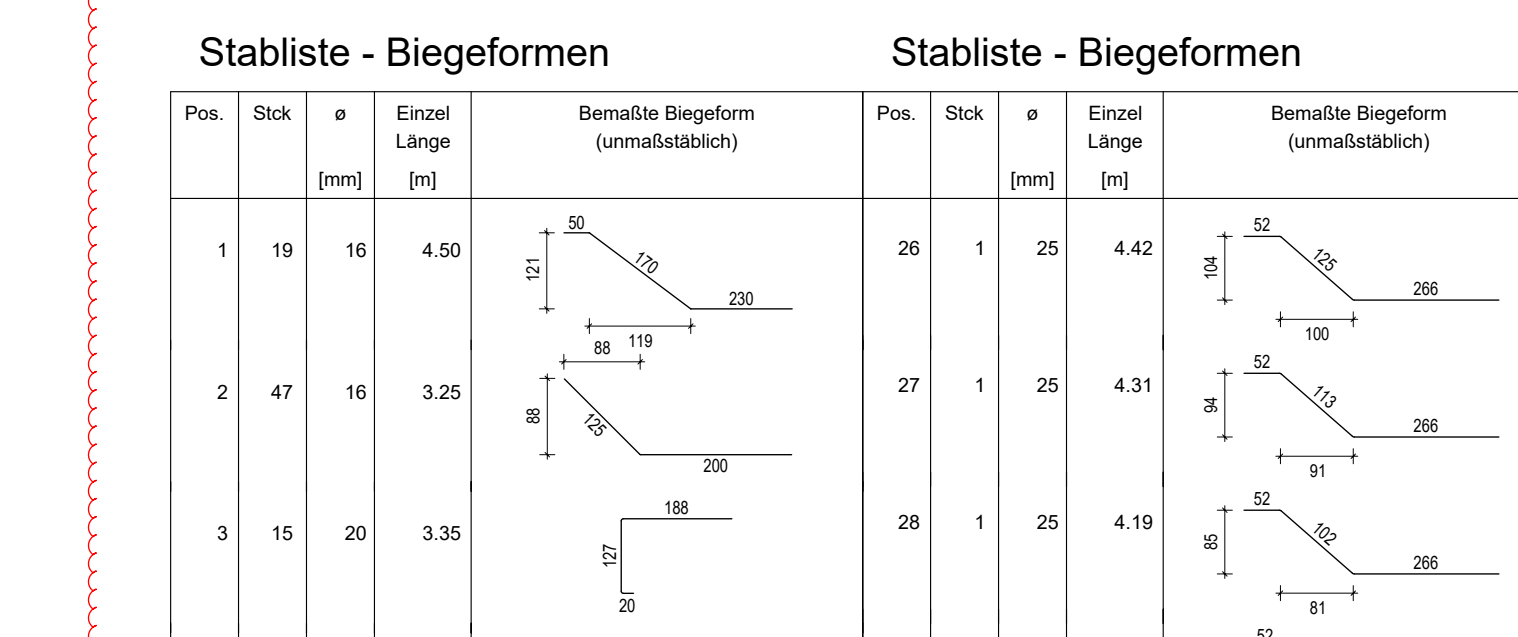 Stabliste - Biegeformen
Pos. Stck ø Einzel Bemaßte Biegeform
Länge (unmaßstäblich)
[mm] [m]
1 19 16 4.50
50
121
170
230
119
2 47 16 3.25
88
88
125
200
3 15 20 3.35
188
127
20
Stabliste - Biegeformen
Pos. Stck ø Einzel Bemaßte Biegeform
Länge (unmaßstäblich)
[mm] [m]
26 1 25 4.42
52
104
125
266
100
27 1 25 4.31
52
94
113
266
91
28 1 25 4.19
52
85
102
266
81
52